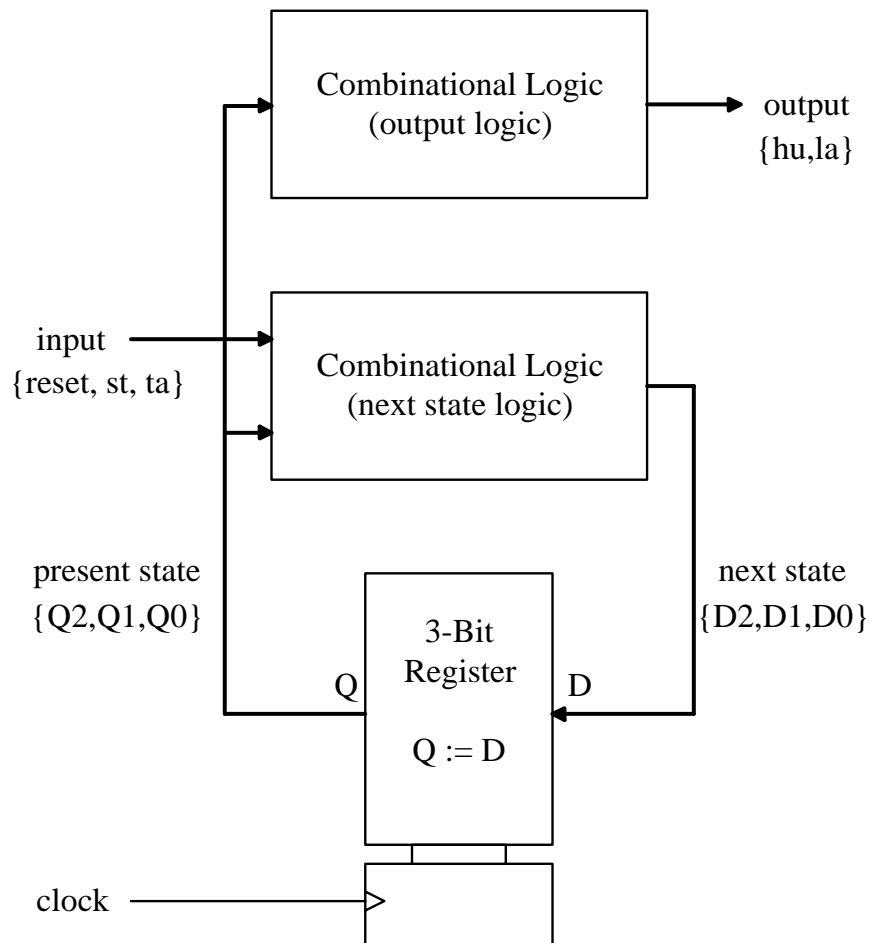 Combinational Logic
(output logic)
output
{hu,la}
input
{reset, st, ta}
Combinational Logic
(next state logic)
present state
{Q2,Q1,Q0}
next state
{D2,D1,D0}
3-Bit
Register
Q
D
Q := D
clock